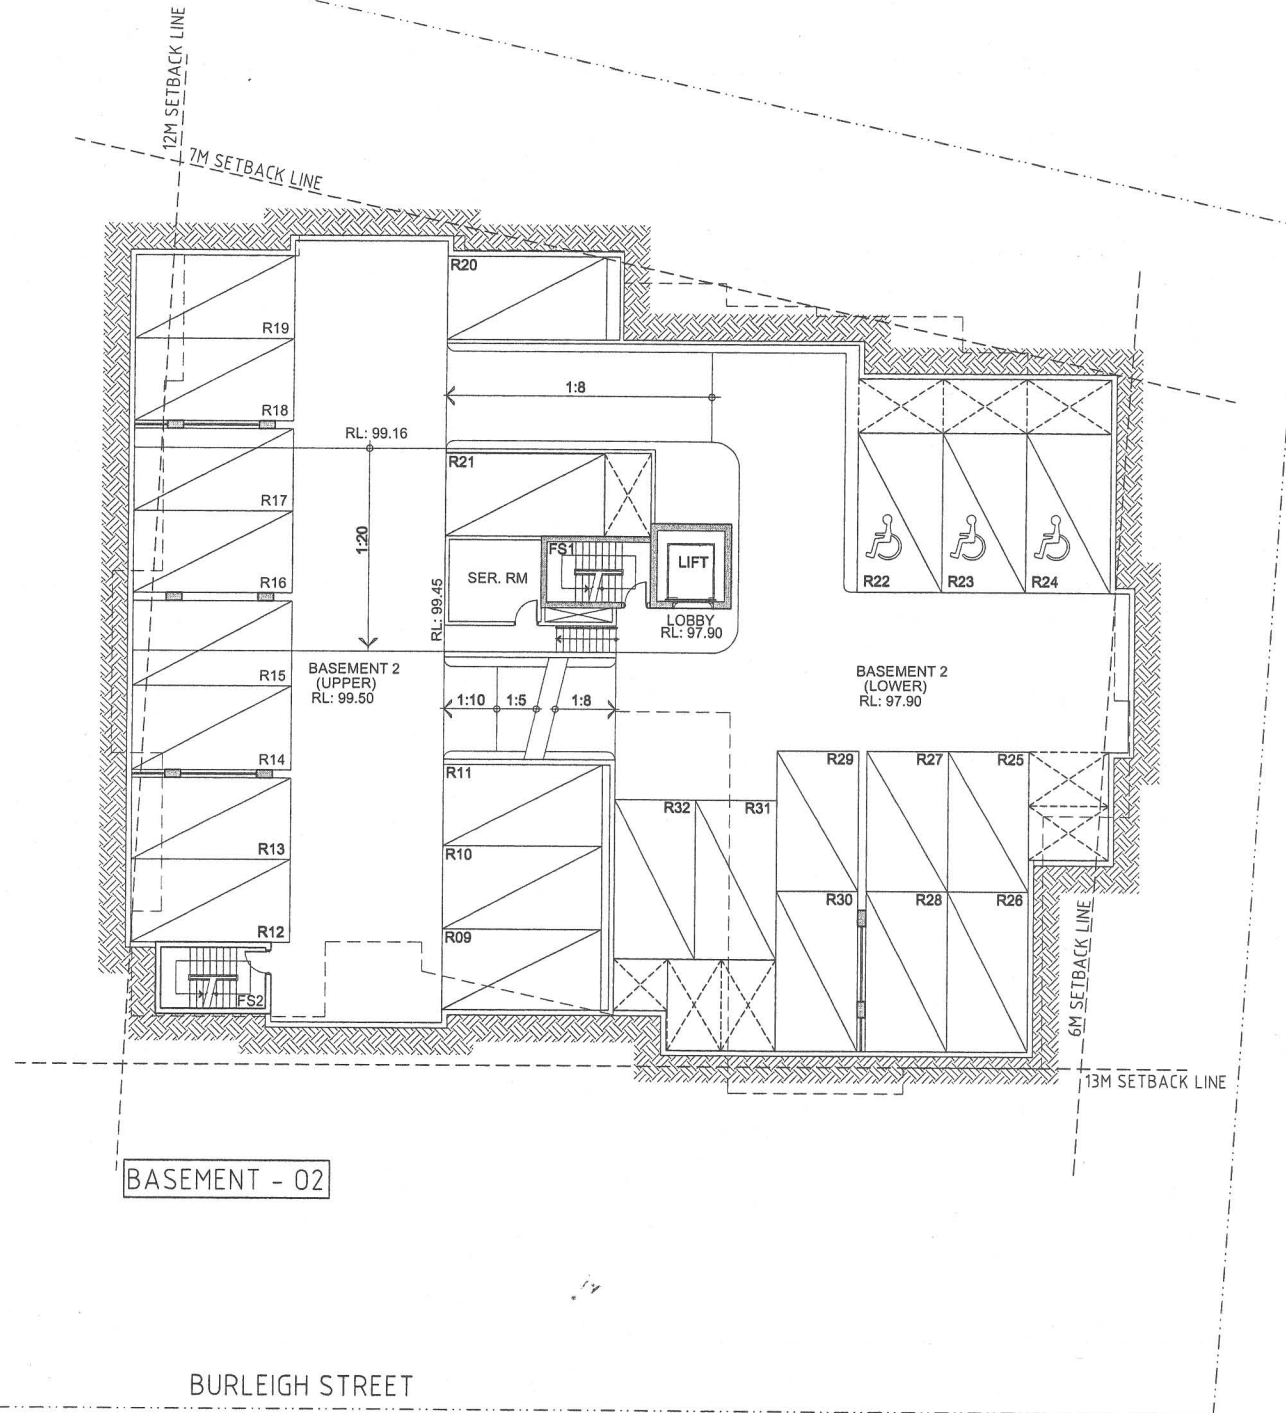 12M SETBACK LINE
7M SETBACK LINE
R20
R19
1:8
R18
RL: 99.16
R21
R17
1:20
FS1
LIFT
SER. RM
R16
R22
R23
R24
RL: 99.45
LOBBY
RL: 97.90
R15
BASEMENT 2
(UPPER)
RL: 99.50
BASEMENT 2
(LOWER)
RL: 97.90
1:10
1:5
1:8
R14
R11
R29
R27
R25
R32
R31
R13
R10
R30
R28
R26
R12
R09
FS2
6M SETBACK LINE
13M SETBACK LINE
BASEMENT - 02
BURLEIGH STREET